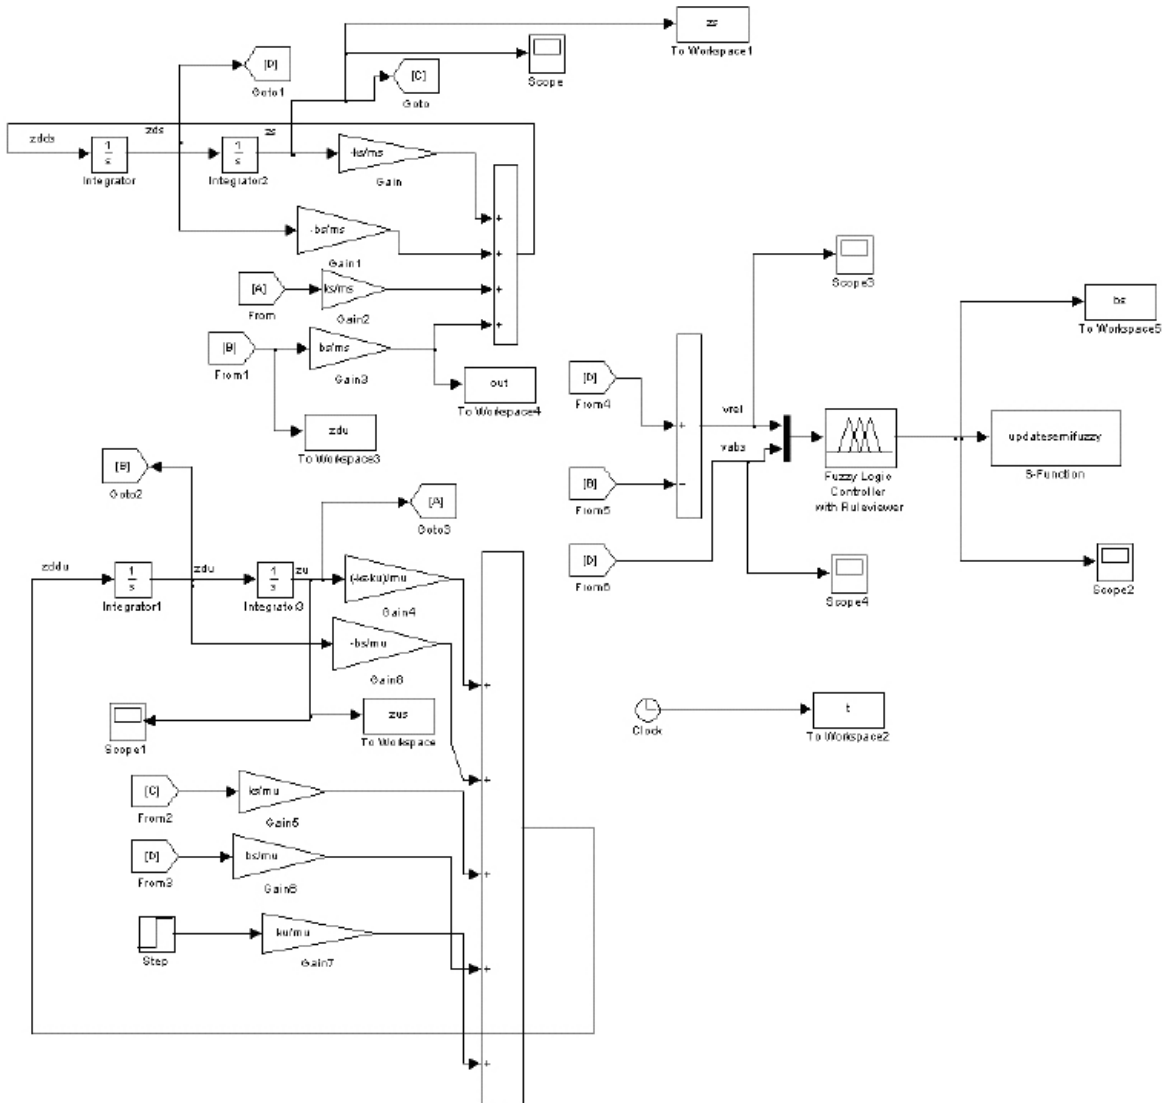 zs
To Workspace1
Scope
[D]
Goto1
[C]
Goto
zdds
1
s
Integrator
zds
1
s
Integrator2
zs
-ks/ms
Gain
-bs/ms
Gain1
[A]
From
ks/ms
Gain2
[B]
From1
bs/ms
Gain3
out
To Workspace4
zdu
To Workspace3
+
+
+
+
Scope3
bs
To Workspace5
[D]
From4
[B]
From5
[D]
From6
+
−
vrel
vabs
Fuzzy Logic
Controller
with Ruleviewer
updatesemifuzzy
S-Function
Scope4
Scope2
[B]
Goto2
[A]
Goto3
zddu
1
s
Integrator1
zdu
1
s
Integrator3
zu
Gain4
-bs/mu
Scope1
zus
To Workspace
Clock
t
To Workspace2
[C]
From2
ks/mu
Gain5
[D]
From3
bs/mu
Gain6
Step
ku/mu
Gain7
+
+
+
+
+